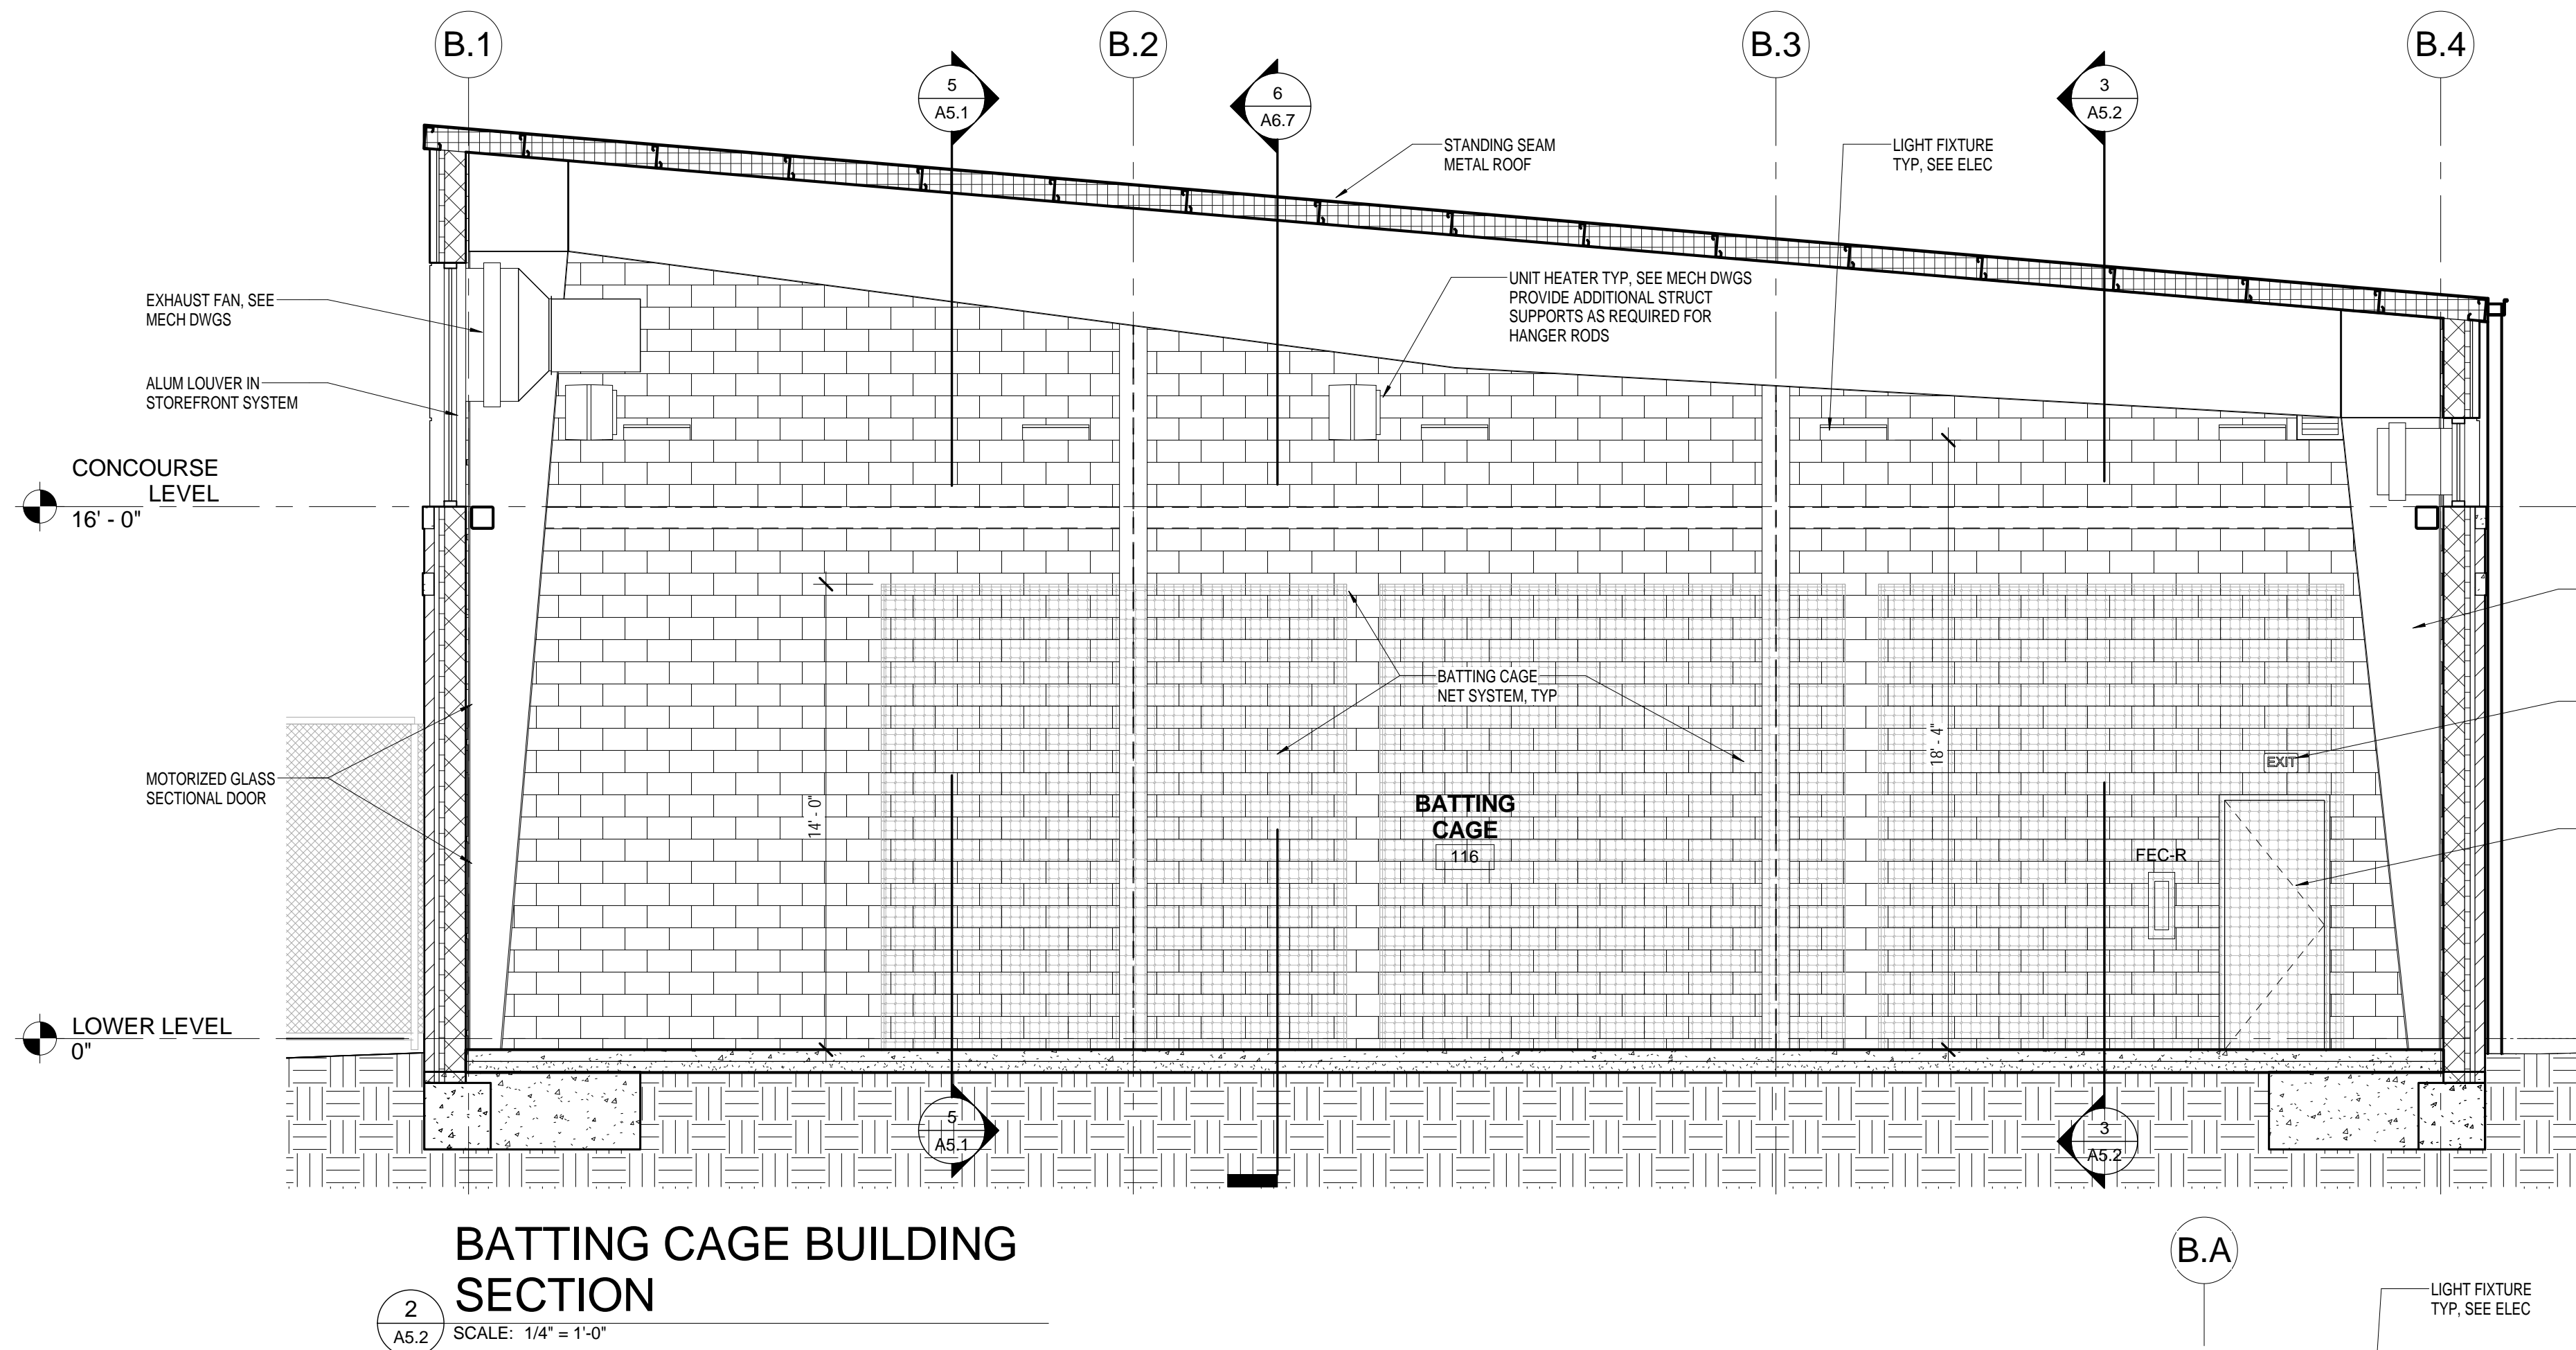 B.1
B.2
B.3
B.4
5
A5.1
6
A6.7
3
A5.2
STANDING SEAM
METAL ROOF
LIGHT FIXTURE
TYP, SEE ELEC
EXHAUST FAN, SEE
MECH DWGS
UNIT HEATER TYP, SEE MECH DWGS
PROVIDE ADDITIONAL STRUCT
SUPPORTS AS REQUIRED FOR
HANGER RODS
ALUM LOUVER IN
STOREFRONT SYSTEM
CONCOURSE
LEVEL
16' - 0"
BATTING CAGE
NET SYSTEM, TYP
18' - 4"
EXIT
MOTORIZED GLASS
SECTIONAL DOOR
14' - 0"
BATTING
CAGE
116
FEC-R
LOWER LEVEL
0"
5
A5.1
3
A5.2
BATTING CAGE BUILDING
SECTION
2
A5.2
SCALE: 1/4" = 1'-0"
B.A
LIGHT FIXTURE
TYP, SEE ELEC